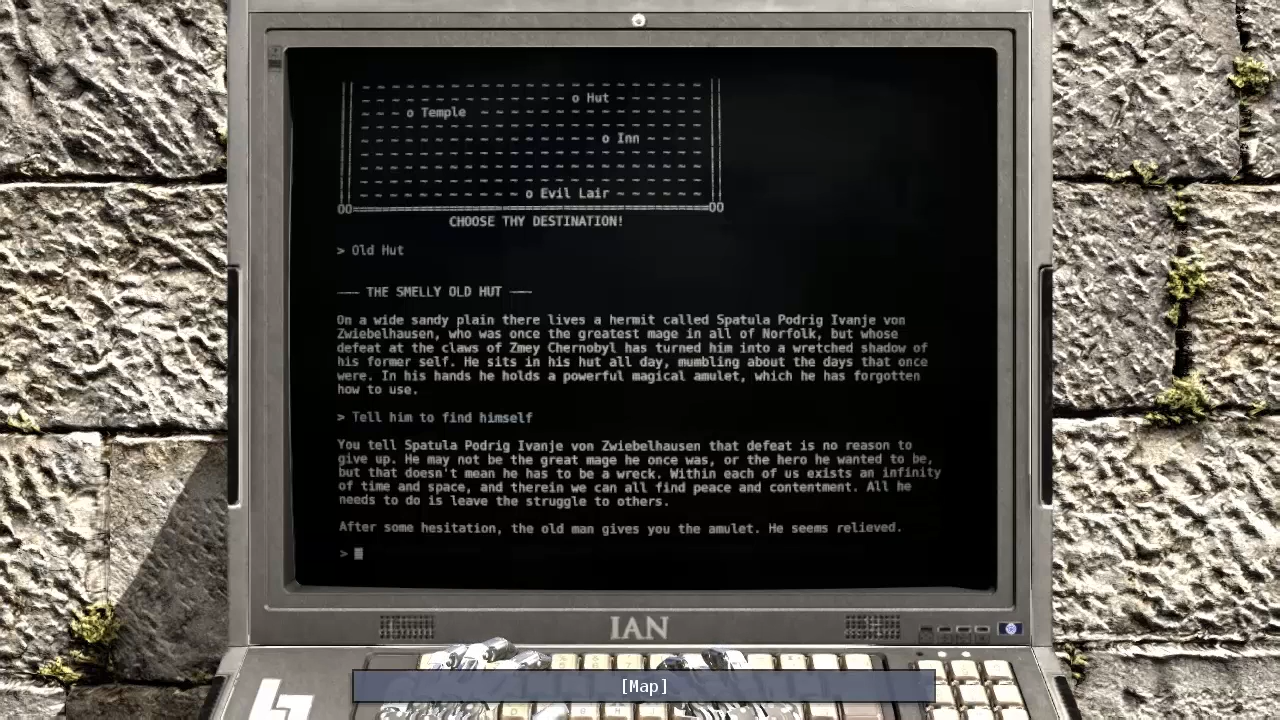 o Hut
o Temple
o Inn
o Evil Lair
CHOOSE THY DESTINATION!
> Old Hut
—— THE SMELLY OLD HUT ——
On a wide sandy plain there lives a hermit called Spatula Podrig Ivanje von
Zwiebelhausen, who was once the greatest mage in all of Norfolk, but whose
defeat at the claws of Zmey Chernobyl has turned him into a wretched shadow of
his former self. He sits in his hut all day, mumbling about the days that once
were. In his hands he holds a powerful magical amulet, which he has forgotten
how to use.
> Tell him to find himself
You tell Spatula Podrig Ivanje von Zwiebelhausen that defeat is no reason to
give up. He may not be the great mage he once was, or the hero he wanted to be,
but that doesn't mean he has to be a wreck. Within each of us exists an infinity
of time and space, and therein we can all find peace and contentment. All he
needs to do is leave the struggle to others.
After some hesitation, the old man gives you the amulet. He seems relieved.
>
IAN
[Map]